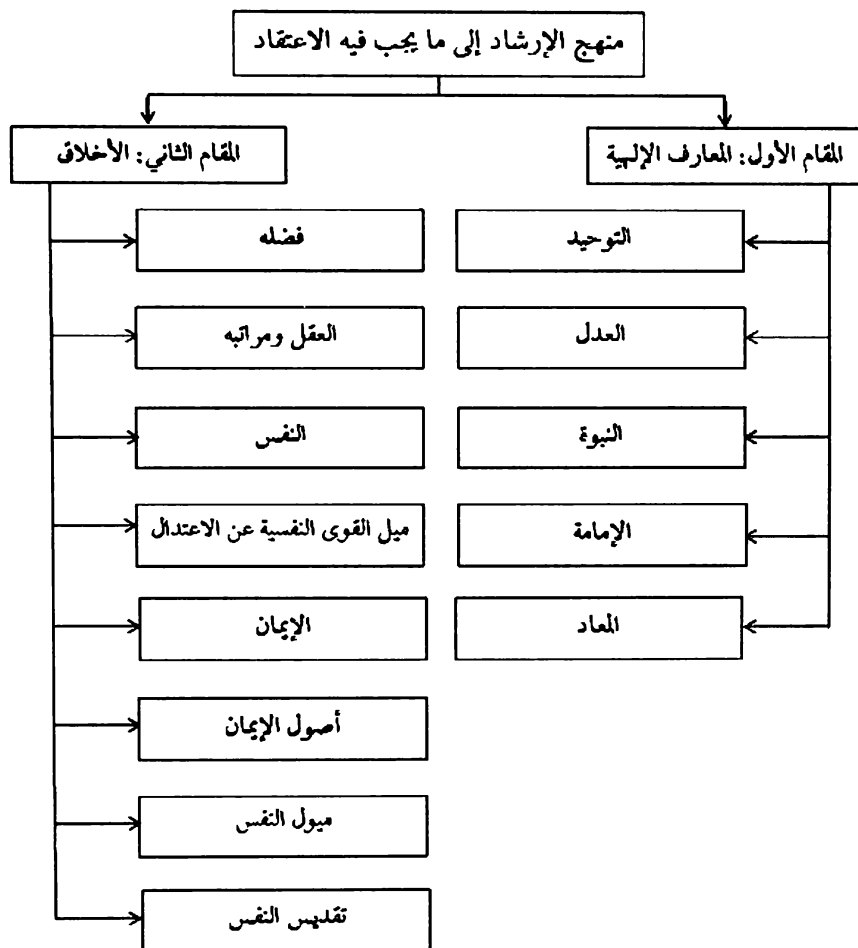 منهج الإرشاد إلى ما يجب فيه الاعتقاد
المقام الأول: المعارف الإلهية
المقام الثاني: الأخلاق
التوحيد
فضله
العدل
العقل ومراتبه
النبوة
النفس
الإمامة
ميل القوى النفسية عن الاعتدال
المعاد
الإيمان
أصول الإيمان
ميول النفس
تقديس النفس